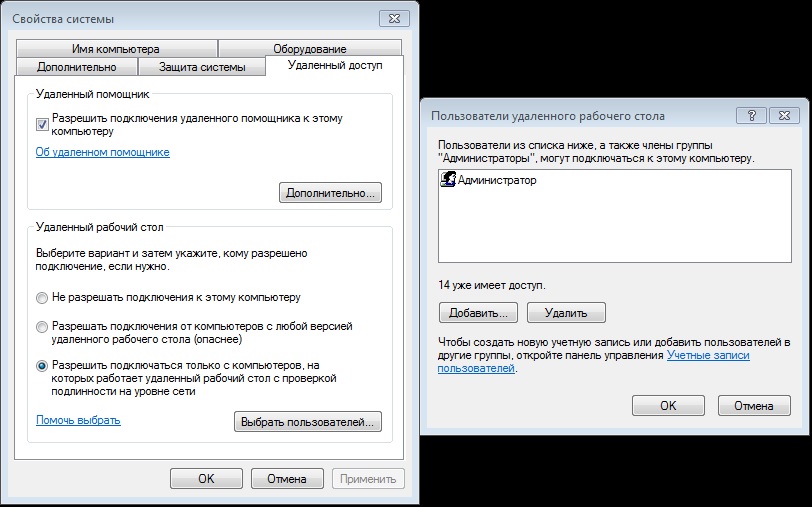 Свойства системы
Имя компьютера
Оборудование
Дополнительно
Защита системы
Удаленный доступ
Удаленный помощник
Разрешить подключения удаленного помощника к этому
компьютеру
Об удаленном помощнике
Дополнительно...
Удаленный рабочий стол
Выберите вариант и затем укажите, кому разрешено
подключение, если нужно.
Не разрешать подключения к этому компьютеру
Разрешать подключения от компьютеров с любой версией
удаленного рабочего стола (опаснее)
Разрешить подключаться только с компьютеров, на
которых работает удаленный рабочий стол с проверкой
подлинности на уровне сети
Помочь выбрать
Выбрать пользователей...
OK
Отмена
Применить
Пользователи удаленного рабочего стола
?
Пользователи из списка ниже, а также члены группы
"Администраторы", могут подключаться к этому компьютеру.
Администратор
14 уже имеет доступ.
Добавить...
Удалить
Чтобы создать новую учетную запись или добавить пользователей в
другие группы, откройте панель управления Учетные записи
пользователей.
OK
Отмена